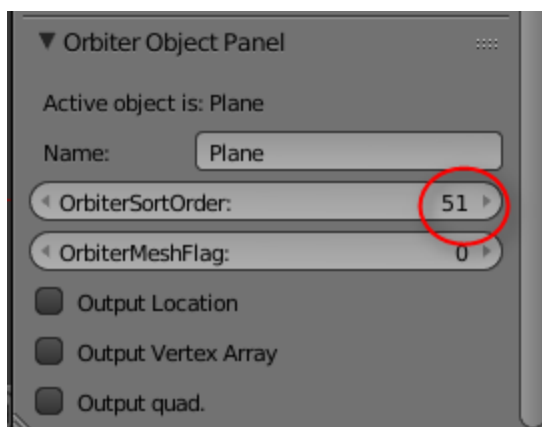 Orbiter Object Panel
Active object is: Plane
Name: Plane
OrbiterSortOrder: 51
OrbiterMeshFlag: 0
Output Location
Output Vertex Array
Output quad.